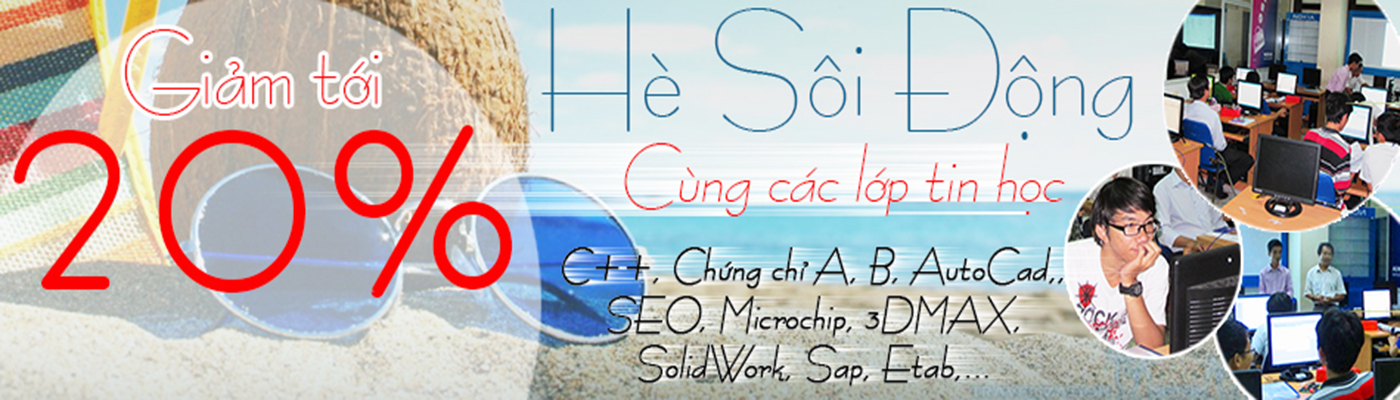 Giảm tới
20%
Hè Sôi Động
Cùng các lớp tin học
C++, Chứng chỉ A, B, AutoCad,,
SEO, Microchip, 3DMAX,
SolidWork, Sap, Etab,...